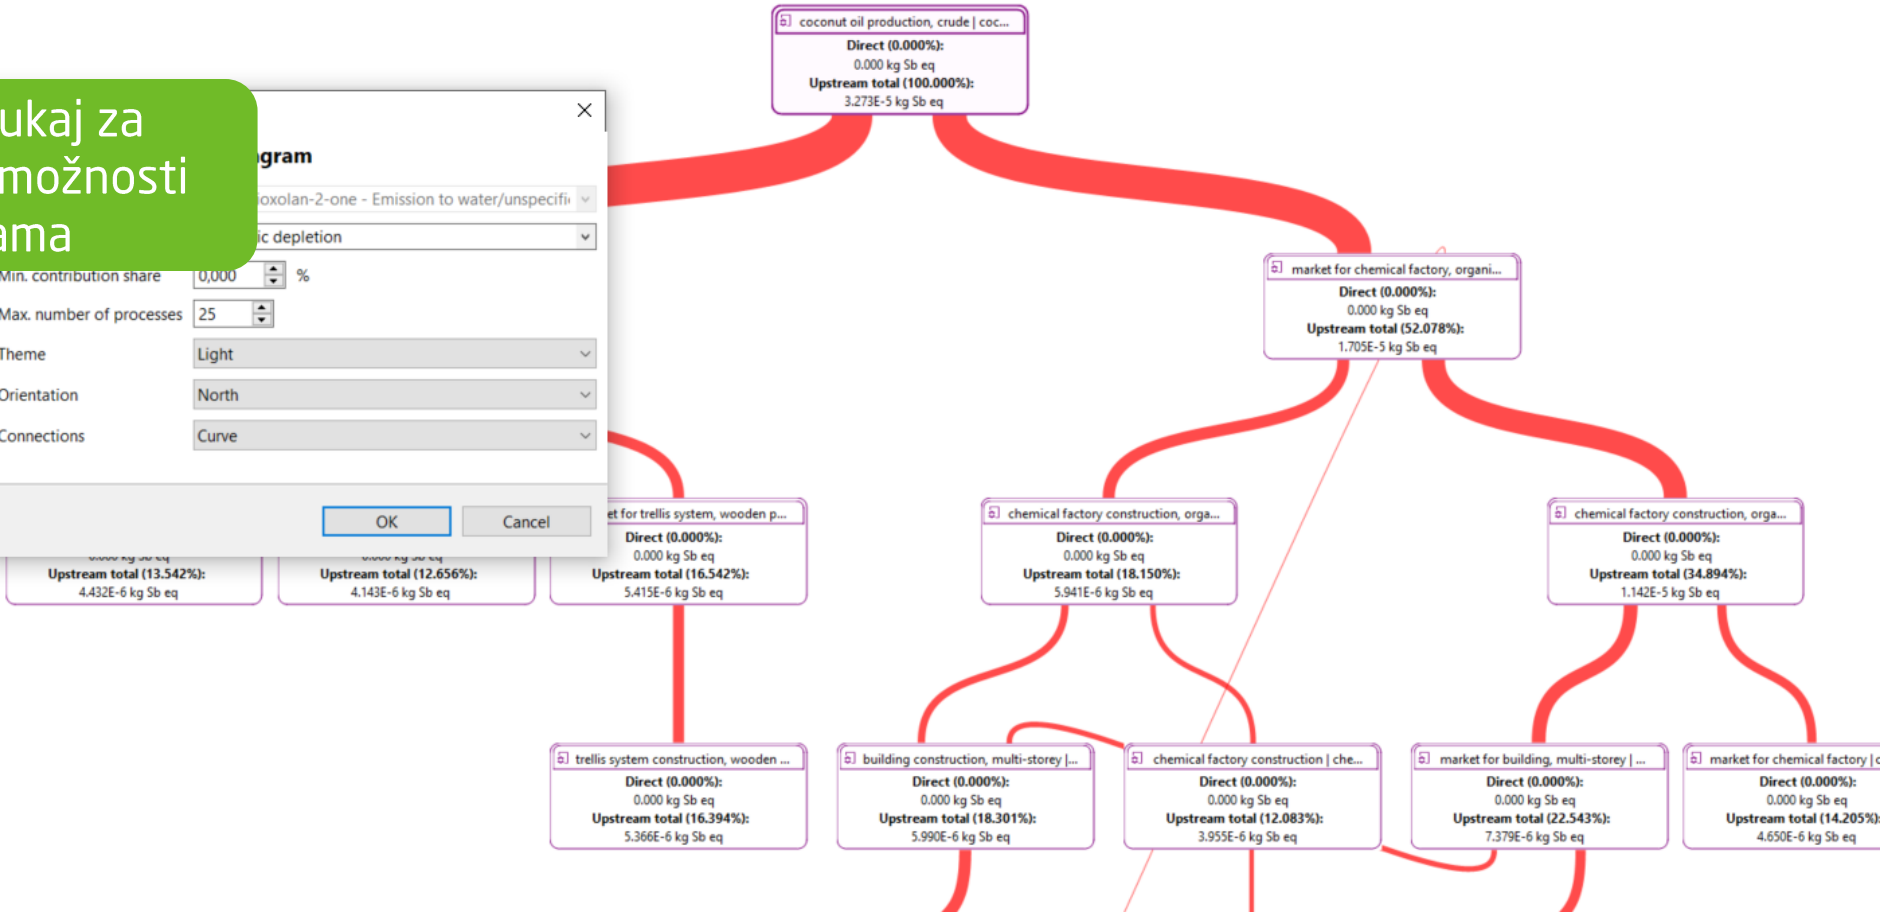 coconut oil production, crude | coc...
Direct (0.000%):
0.000 kg Sb eq
Upstream total (100.000%):
3.273E-5 kg Sb eq
ukaj za
možnosti
ama
gram
ioxolan-2-one - Emission to water/unspecifi
ic depletion
Min. contribution share 0,000 %
Max. number of processes 25
Theme Light
Orientation North
Connections Curve
OK Cancel
market for chemical factory, organi...
Direct (0.000%):
0.000 kg Sb eq
Upstream total (52.078%):
1.705E-5 kg Sb eq
0.000 kg Sb eq
Upstream total (13.542%):
4.432E-6 kg Sb eq
0.000 kg Sb eq
Upstream total (12.656%):
4.143E-6 kg Sb eq
et for trellis system, wooden p...
Direct (0.000%):
0.000 kg Sb eq
Upstream total (16.542%):
5.415E-6 kg Sb eq
chemical factory construction, orga...
Direct (0.000%):
0.000 kg Sb eq
Upstream total (18.150%):
5.941E-6 kg Sb eq
chemical factory construction, orga...
Direct (0.000%):
0.000 kg Sb eq
Upstream total (34.894%):
1.142E-5 kg Sb eq
trellis system construction, wooden ...
Direct (0.000%):
0.000 kg Sb eq
Upstream total (16.394%):
5.366E-6 kg Sb eq
building construction, multi-storey |...
Direct (0.000%):
0.000 kg Sb eq
Upstream total (18.301%):
5.990E-6 kg Sb eq
chemical factory construction | che...
Direct (0.000%):
0.000 kg Sb eq
Upstream total (12.083%):
3.955E-6 kg Sb eq
market for building, multi-storey | ...
Direct (0.000%):
0.000 kg Sb eq
Upstream total (22.543%):
7.379E-6 kg Sb eq
market for chemical factory | c
Direct (0.000%):
0.000 kg Sb eq
Upstream total (14.205%):
4.650E-6 kg Sb eq